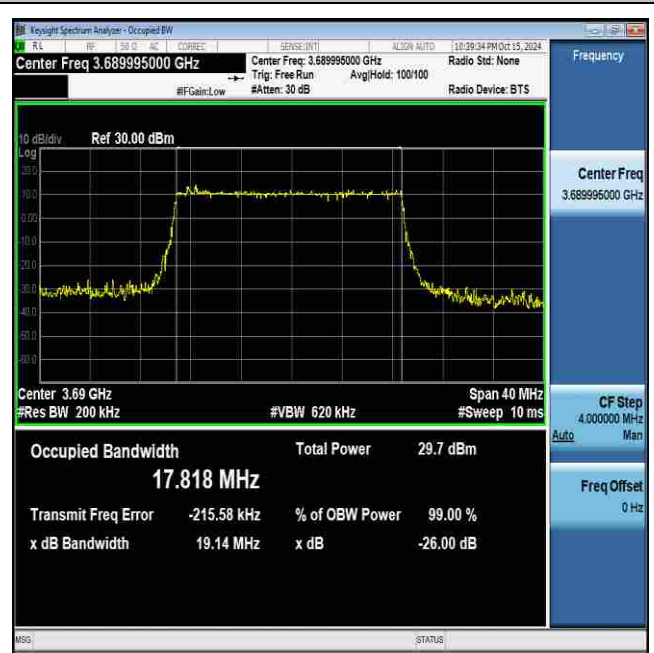 Keysight Spectrum Analyzer - Occupied BW
RL RF 50 Ω AC CORREC SENSE:INT ALIGN AUTO 10:39:34 PM Oct 15, 2024
Center Freq 3.689995000 GHz
Center Freq: 3.689995000 GHz
Radio Std: None
Trig: Free Run Avg|Hold: 100/100
#IFGain:Low #Atten: 30 dB
Radio Device: BTS
10 dB/div Ref 30.00 dBm
Log
20.0
10.0
0.00
-10.0
-20.0
-30.0
-40.0
-50.0
-60.0
Center 3.69 GHz Span 40 MHz
#Res BW 200 kHz #VBW 620 kHz #Sweep 10 ms
Occupied Bandwidth Total Power 29.7 dBm
17.818 MHz
Transmit Freq Error -215.58 kHz % of OBW Power 99.00 %
x dB Bandwidth 19.14 MHz x dB -26.00 dB
Frequency
Center Freq
3.689995000 GHz
CF Step
4.000000 MHz
Auto Man
Freq Offset
0 Hz
MSG STATUS